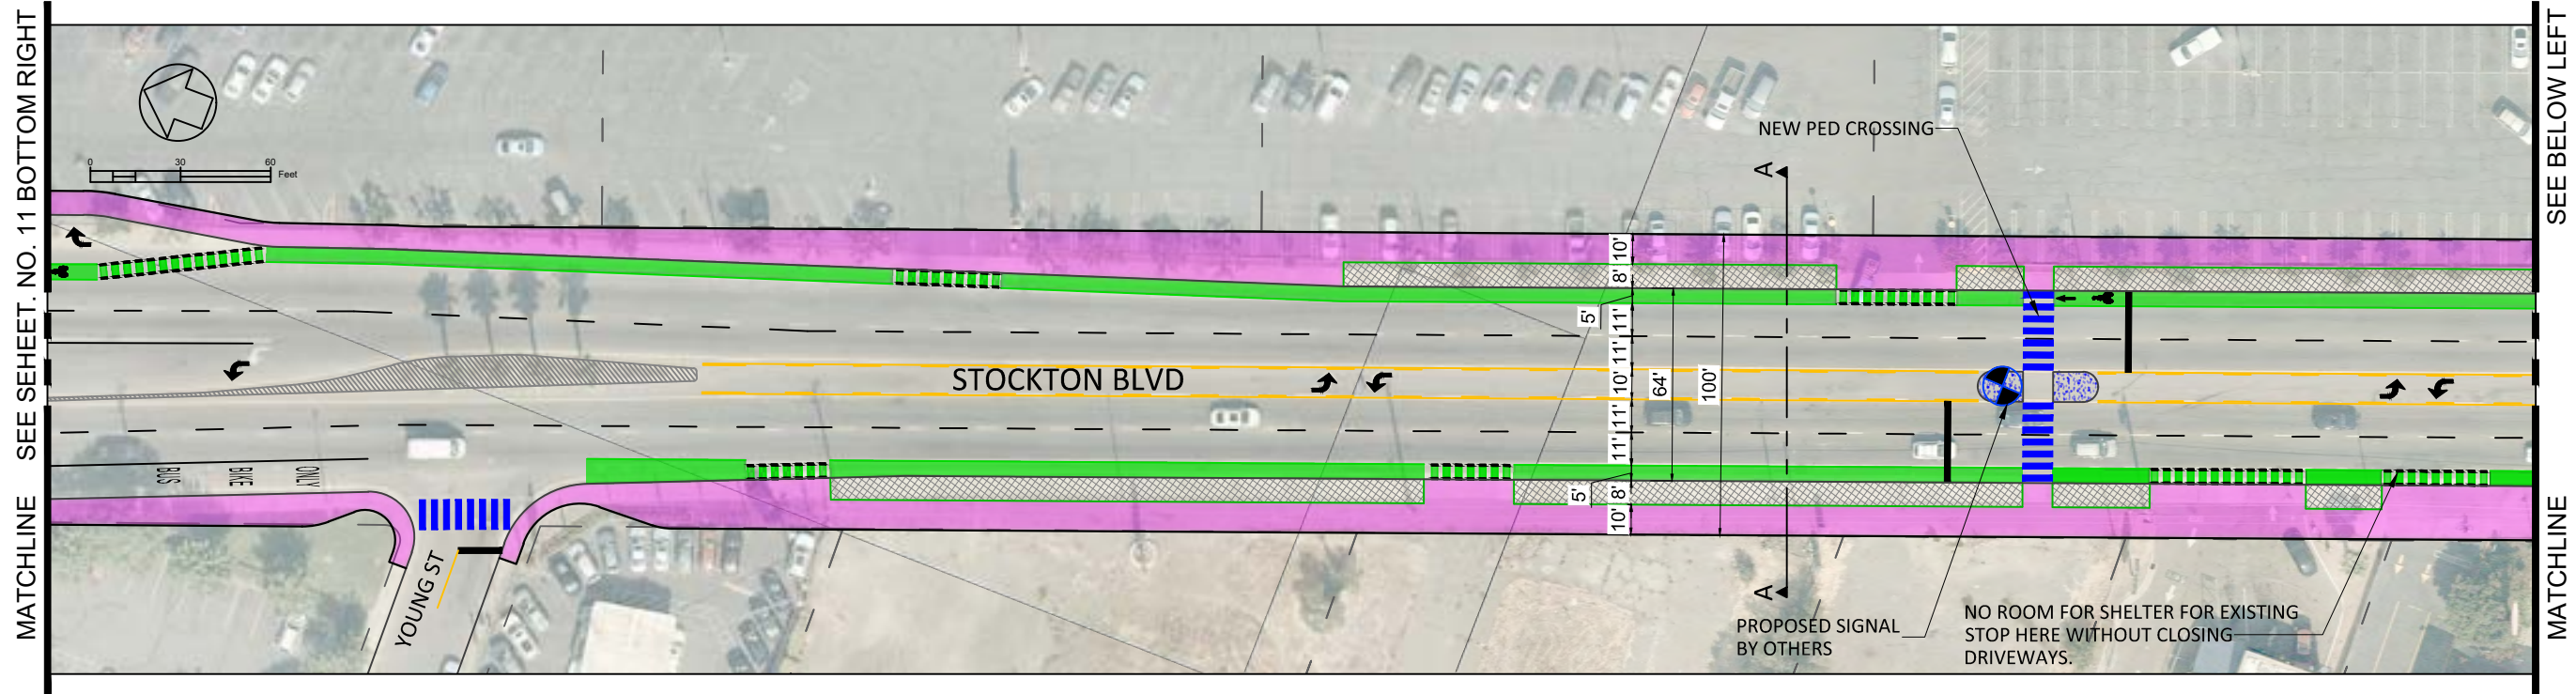 SEE SEHEET. NO. 11 BOTTOM RIGHT
MATCHLINE
SEE BELOW LEFT
MATCHLINE
0 30 60
Feet
NEW PED CROSSING
A
10'
8'
5'
11'
11'
10'
11'
11'
5'
8'
10'
64'
100'
STOCKTON BLVD
BUS
BIKE
ONLY
YOUNG ST
A
PROPOSED SIGNAL
BY OTHERS
NO ROOM FOR SHELTER FOR EXISTING
STOP HERE WITHOUT CLOSING
DRIVEWAYS.